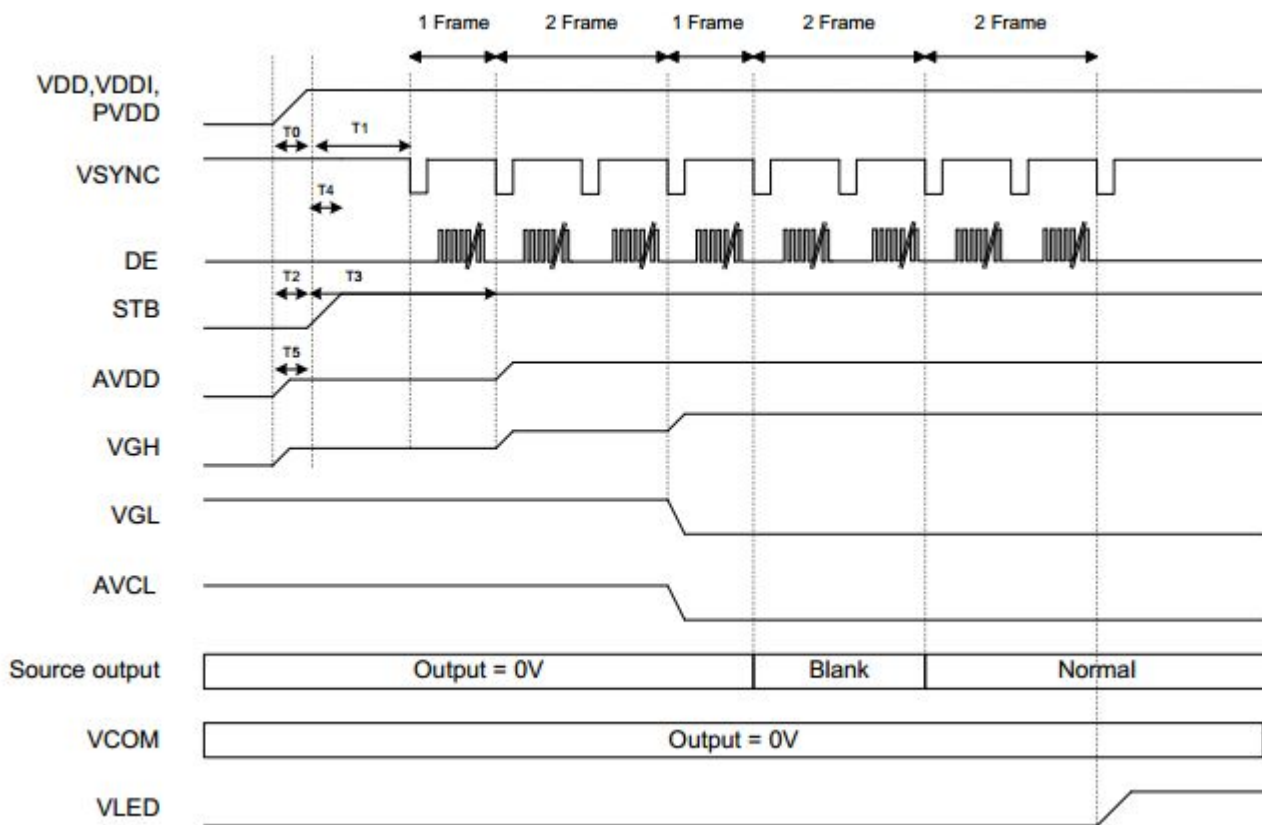 1 Frame 2 Frame 1 Frame 2 Frame 2 Frame
VDD,VDDI,
PVDD
T0 T1
VSYNC
T4
DE
T2 T3
STB
T5
AVDD
VGH
VGL
AVCL
Source output Output = 0V Blank Normal
VCOM Output = 0V
VLED